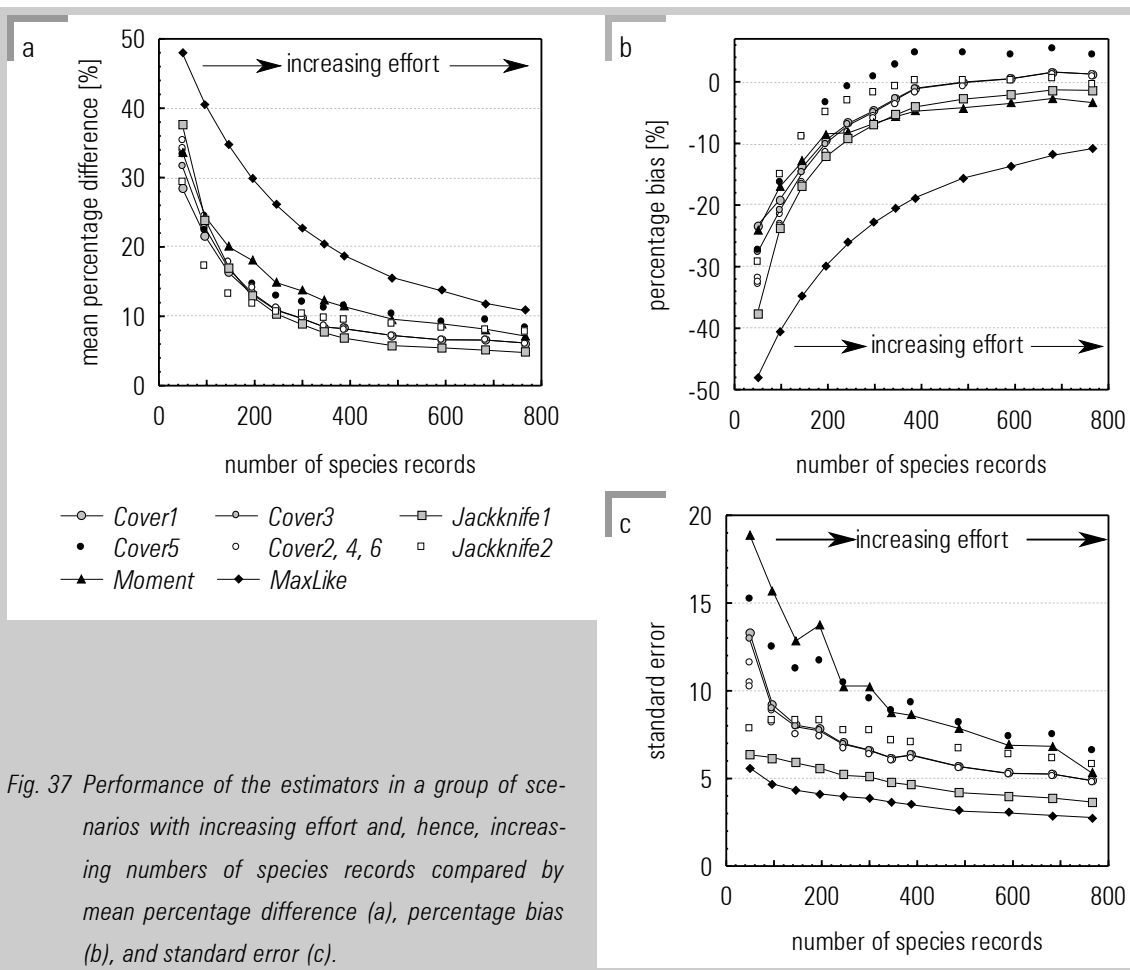 a
50
40
30
20
10
0
mean percentage difference [%]
increasing effort
0 200 400 600 800
number of species records
b
0
-10
-20
-30
-40
-50
percentage bias [%]
increasing effort
0 200 400 600 800
number of species records
Cover1 Cover3 Jackknife1
Cover5 Cover2, 4, 6 Jackknife2
Moment MaxLike
c
20
15
10
5
0
standard error
increasing effort
0 200 400 600 800
number of species records
Fig. 37 Performance of the estimators in a group of sce-
narios with increasing effort and, hence, increas-
ing numbers of species records compared by
mean percentage difference (a), percentage bias
(b), and standard error (c).